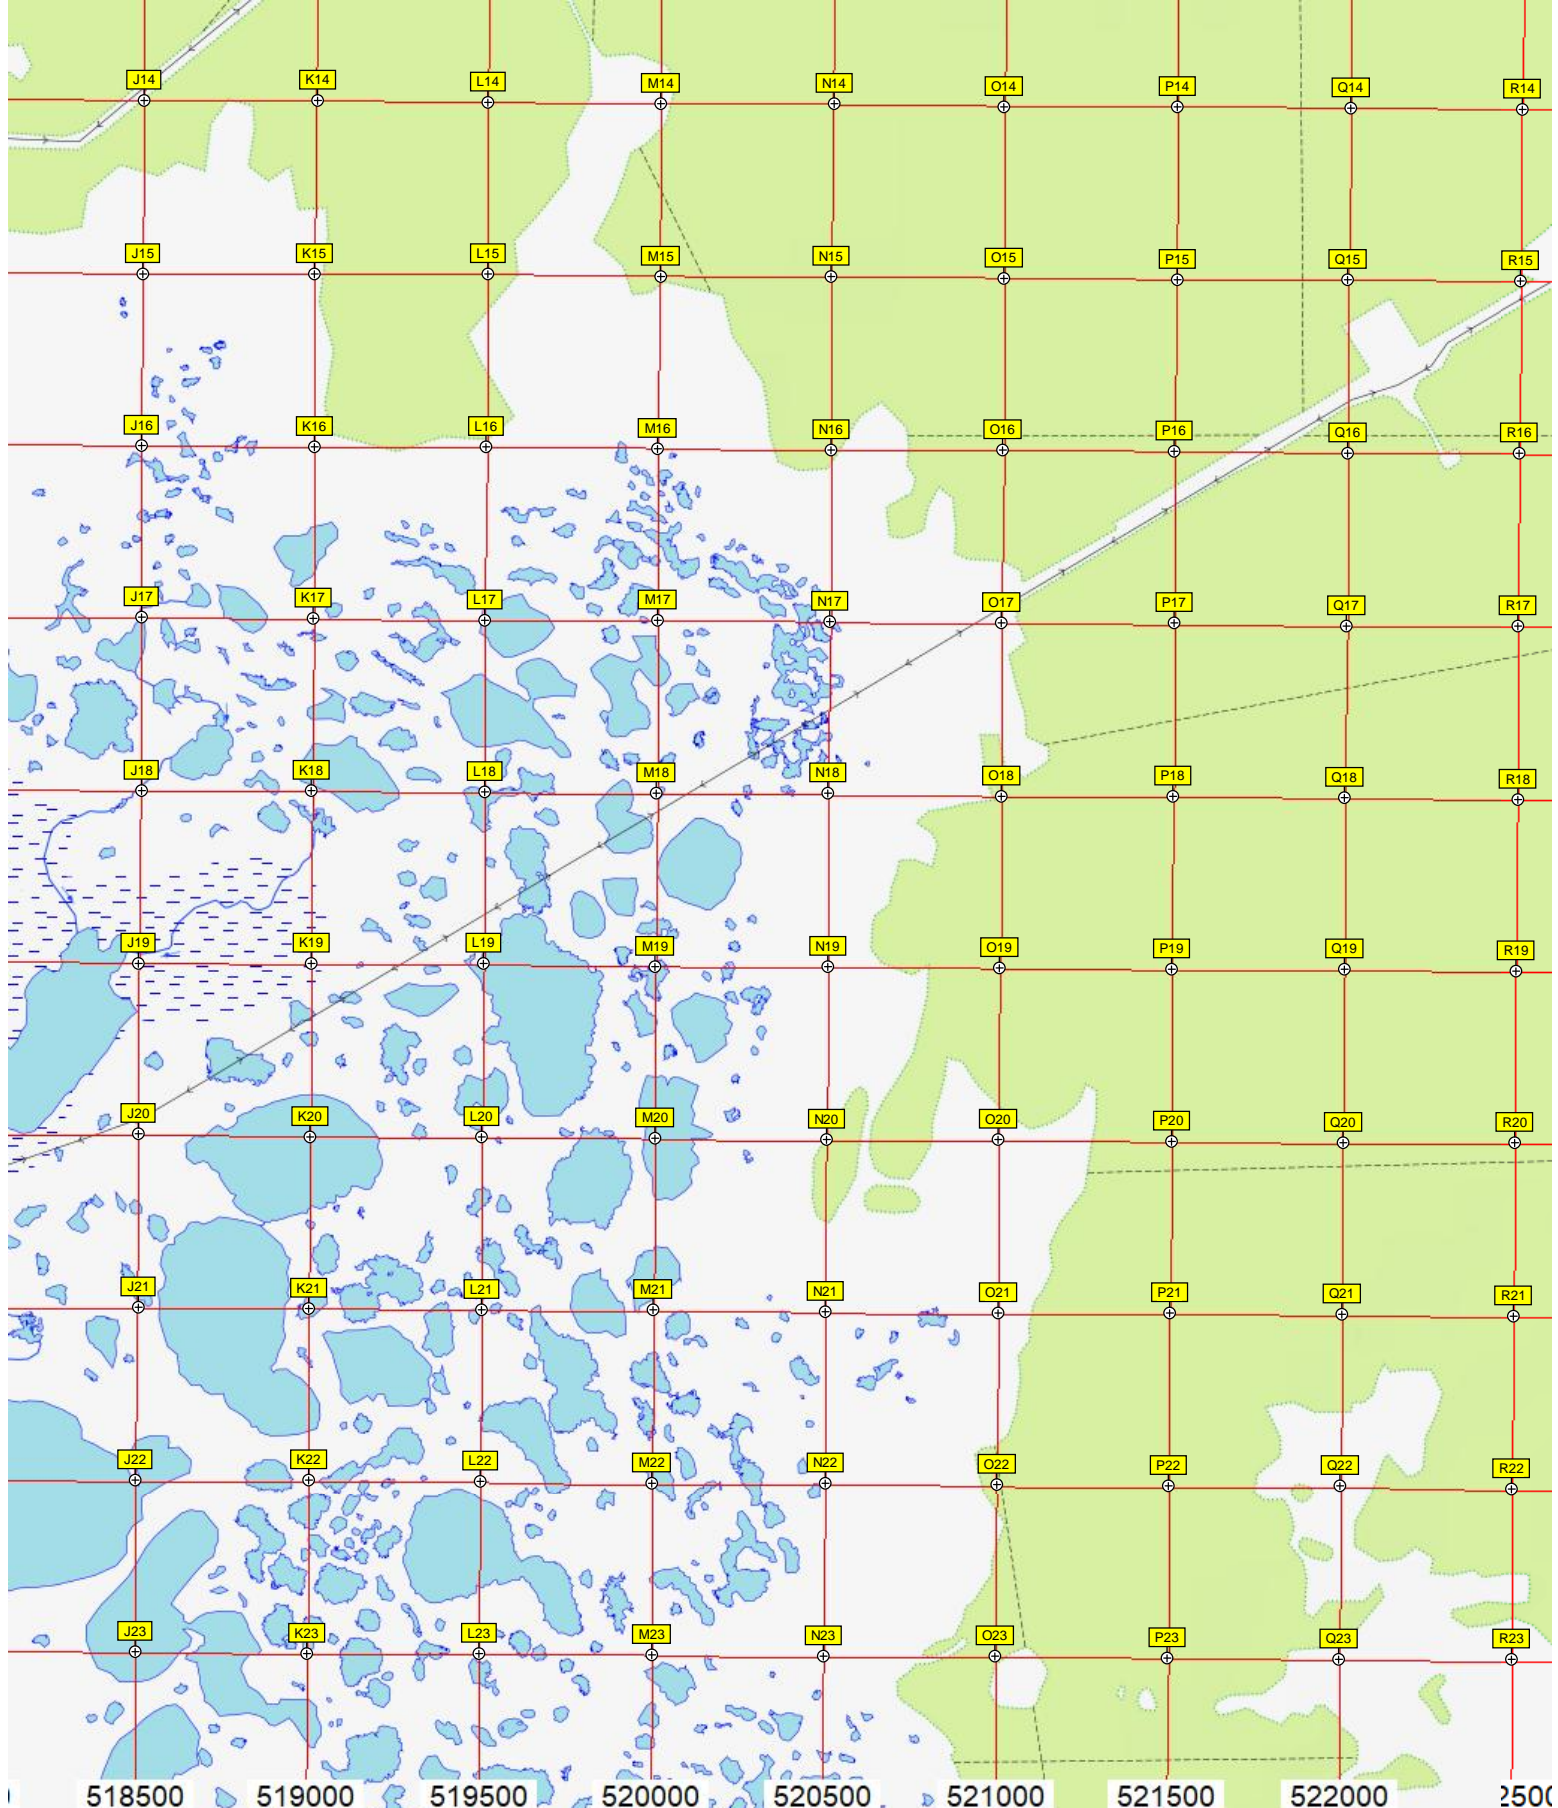 J14 K14 L14 M14 N14 O14 P14 Q14 R14
J15 K15 L15 M15 N15 O15 P15 Q15 R15
J16 K16 L16 M16 N16 O16 P16 Q16 R16
J17 K17 L17 M17 N17 O17 P17 Q17 R17
J18 K18 L18 M18 N18 O18 P18 Q18 R18
J19 K19 L19 M19 N19 O19 P19 Q19 R19
J20 K20 L20 M20 N20 O20 P20 Q20 R20
J21 K21 L21 M21 N21 O21 P21 Q21 R21
J22 K22 L22 M22 N22 O22 P22 Q22 R22
J23 K23 L23 M23 N23 O23 P23 Q23 R23
518500 519000 519500 520000 520500 521000 521500 522000